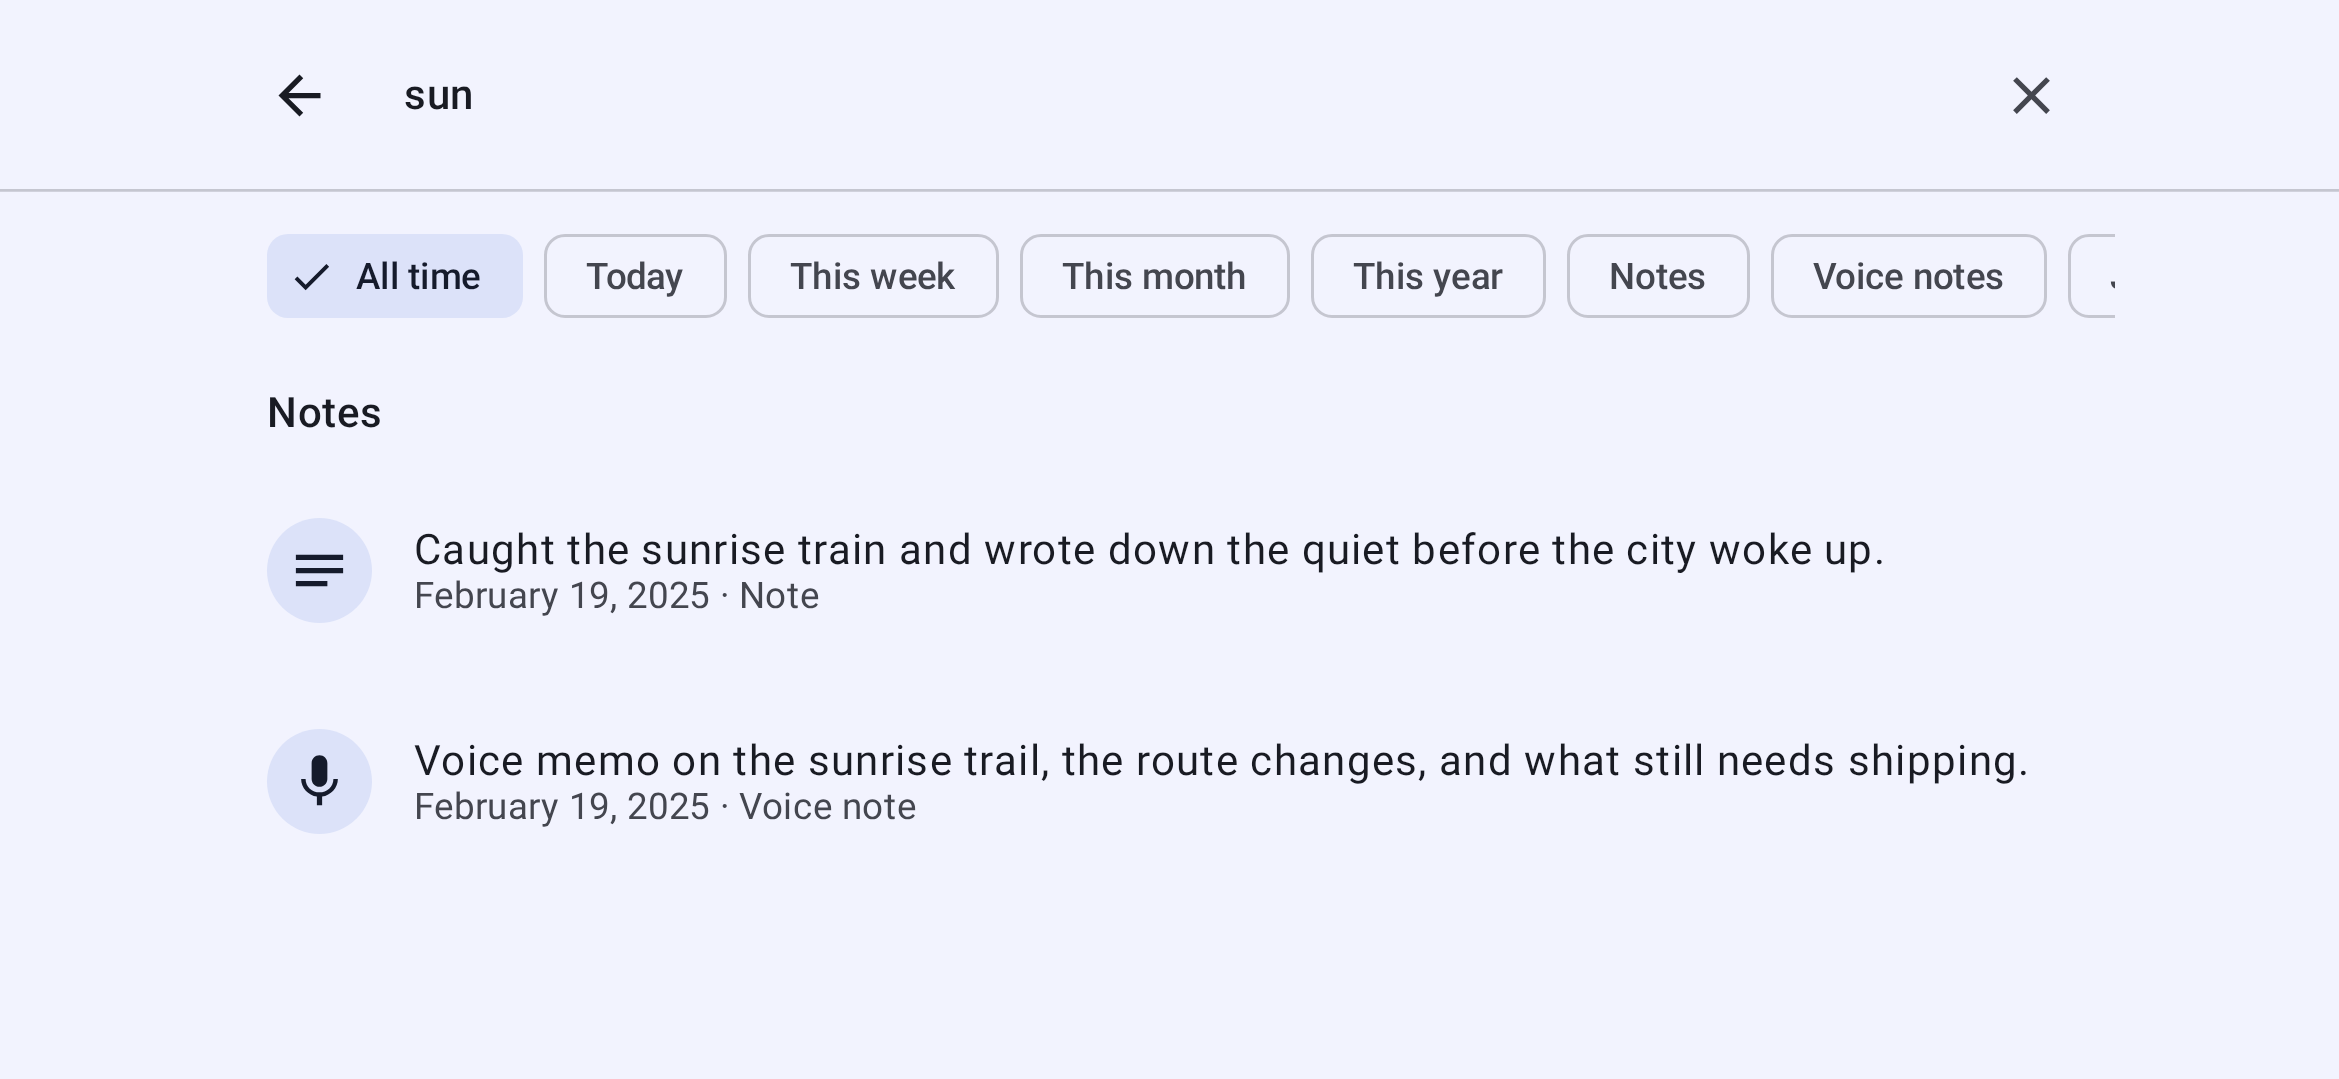 sun
All time
Today
This week
This month
This year
Notes
Voice notes
Notes
Caught the sunrise train and wrote down the quiet before the city woke up.
February 19, 2025 · Note
Voice memo on the sunrise trail, the route changes, and what still needs shipping.
February 19, 2025 · Voice note